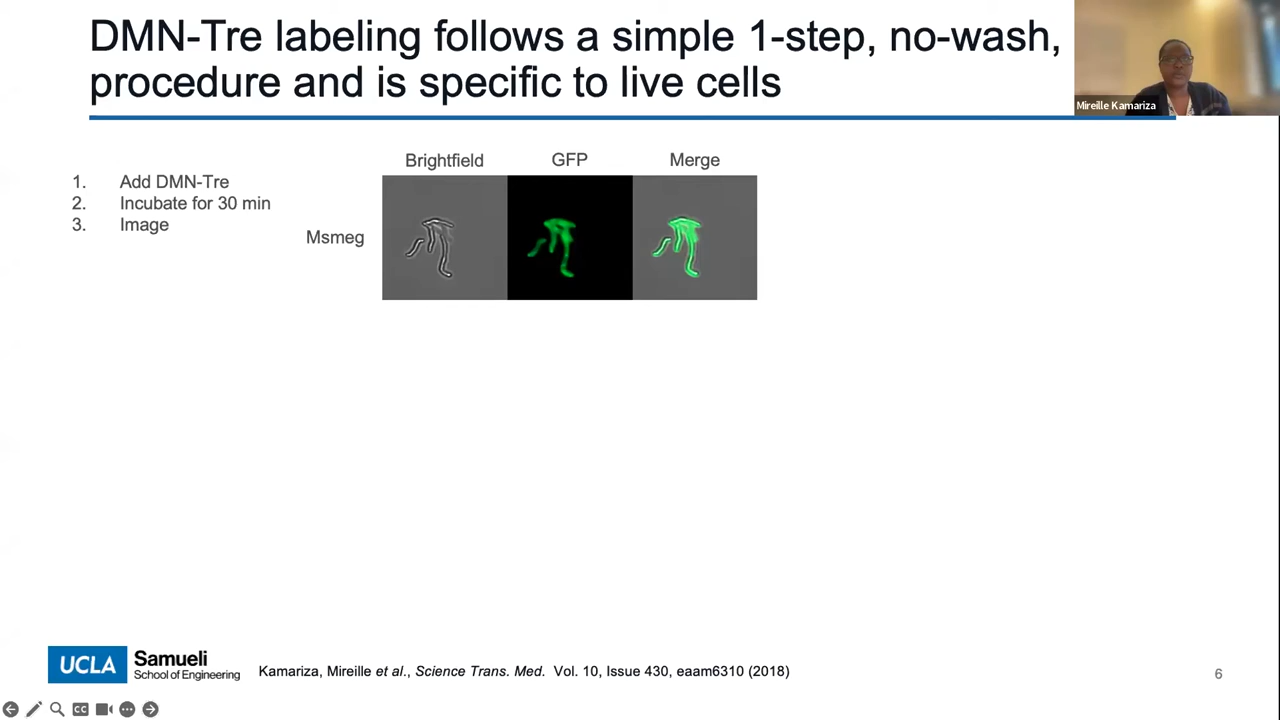 DMN-Tre labeling follows a simple 1-step, no-wash,
procedure and is specific to live cells
Mireille Kamariza
Brightfield GFP Merge
1. Add DMN-Tre
2. Incubate for 30 min
3. Image
Msmeg
UCLA Samueli
School of Engineering
Kamariza, Mireille et al., Science Trans. Med. Vol. 10, Issue 430, eaam6310 (2018)
6
CC